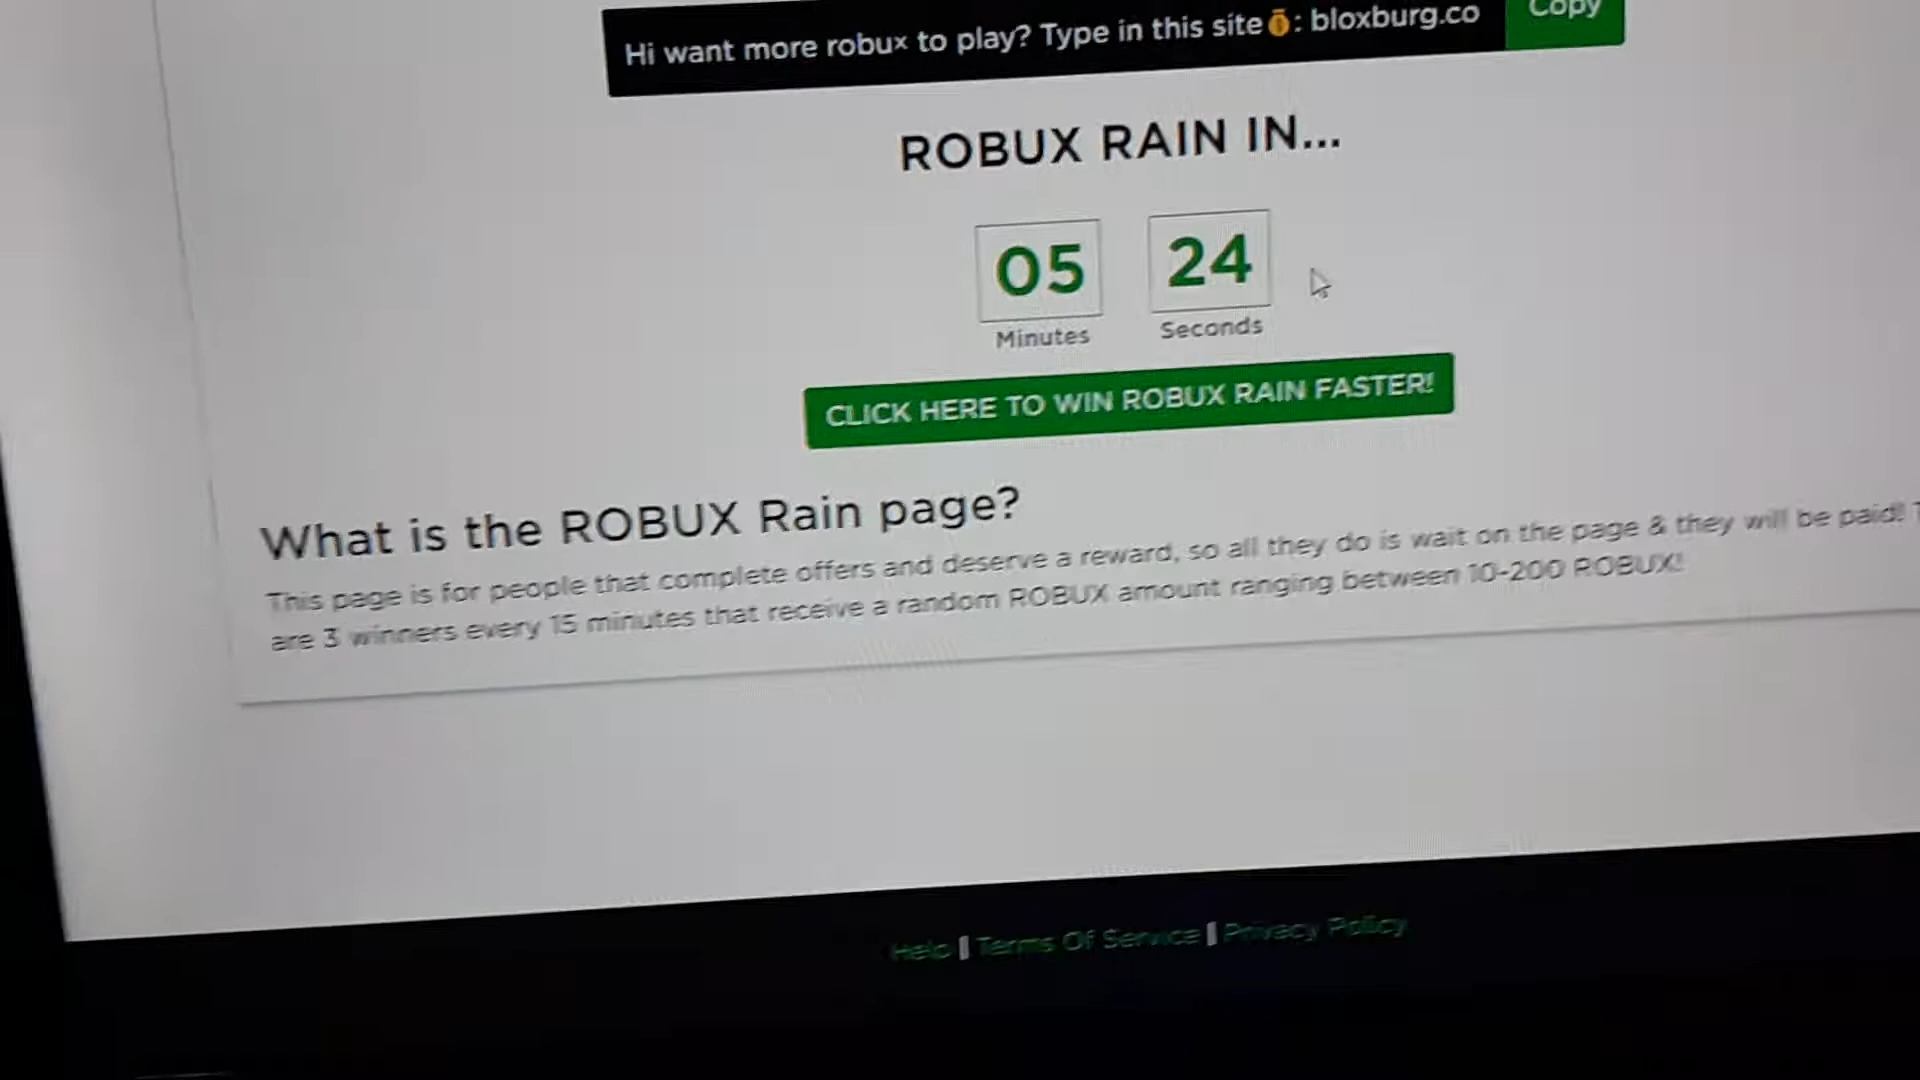 Hi want more robux to play? Type in this site💰: bloxburg.co
Copy
ROBUX RAIN IN...
05 24
Minutes Seconds
CLICK HERE TO WIN ROBUX RAIN FASTER!
What is the ROBUX Rain page?
This page is for people that complete offers and deserve a reward, so all they do is wait on the page & they will be paid!
are 3 winners every 15 minutes that receive a random ROBUX amount ranging between 10-200 ROBUX!
Help | Terms Of Service | Privacy Policy